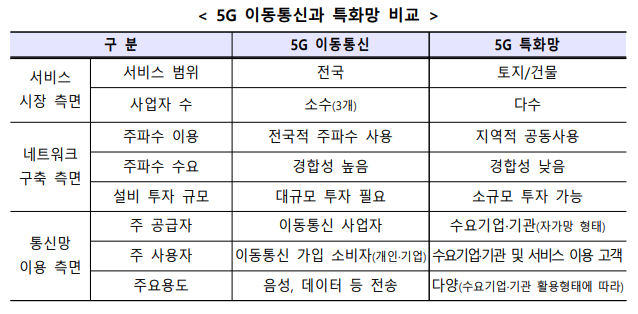 < 5G 이동통신과 특화망 비교 >
구 분 5G 이동통신 5G 특화망
서비스 시장 측면 서비스 범위 전국 토지/건물
사업자 수 소수(3개) 다수
네트워크 구축 측면 주파수 이용 전국적 주파수 사용 지역적 공동사용
주파수 수요 경합성 높음 경합성 낮음
설비 투자 규모 대규모 투자 필요 소규모 투자 가능
통신망 이용 측면 주 공급자 이동통신 사업자 수요기업·기관(자가망 형태)
주 사용자 이동통신 가입 소비자(개인·기업) 수요기업·기관 및 서비스 이용 고객
주요용도 음성, 데이터 등 전송 다양(수요기업·기관 활용형태에 따라)